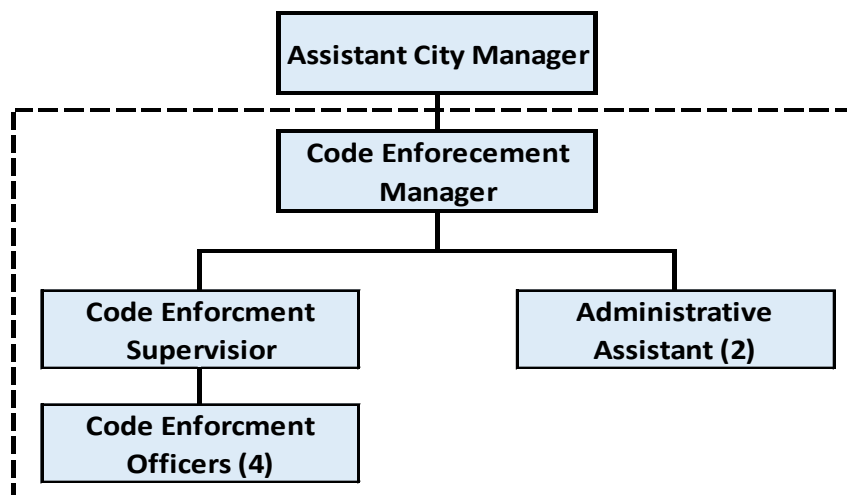 Assistant City Manager
Code Enforecement
Manager
Code Enforcment
Supervisior
Administrative
Assistant (2)
Code Enforcment
Officers (4)